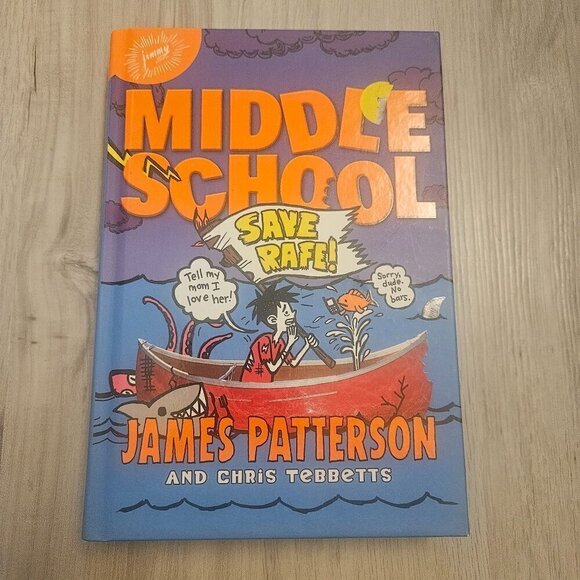 jimmy
MIDDLE
SCHOOL
SAVE
RAFE!
Tell my
mom I
love her!
Sorry,
dude.
No
bars.
JAMES PATTERSON
AND CHRIS TEBBETTS